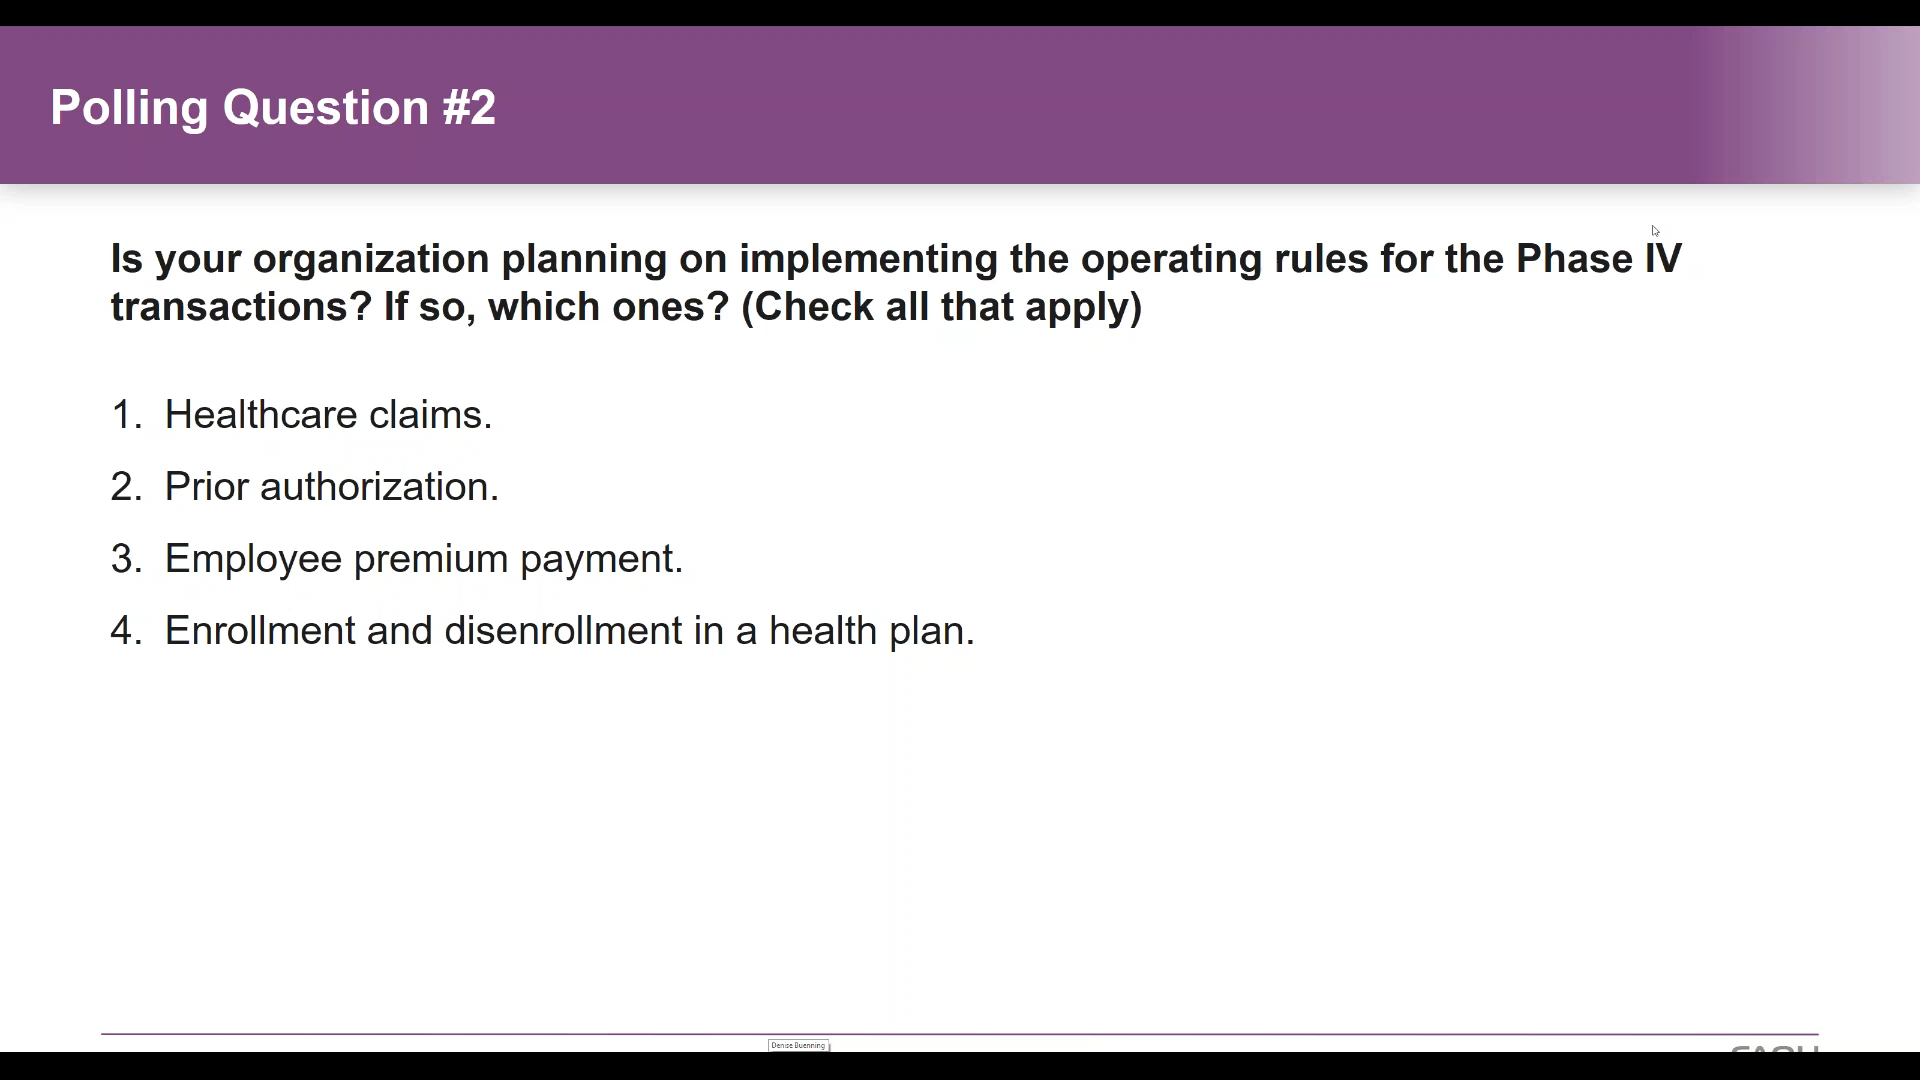 Polling Question #2
Is your organization planning on implementing the operating rules for the Phase IV
transactions? If so, which ones? (Check all that apply)
1. Healthcare claims.
2. Prior authorization.
3. Employee premium payment.
4. Enrollment and disenrollment in a health plan.
Denise Buenning